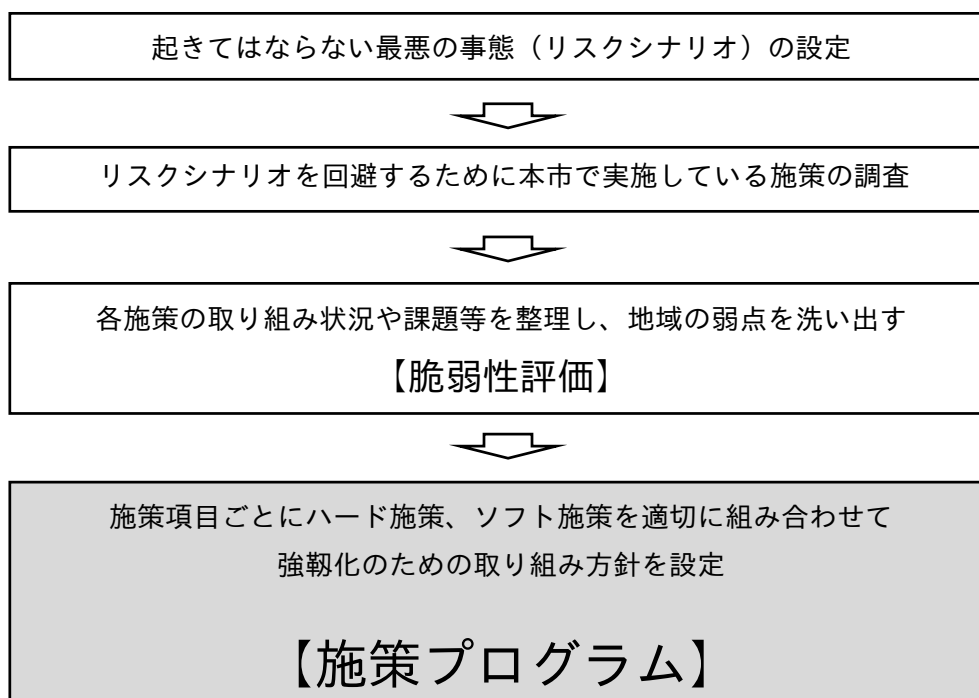 起きてはならない最悪の事態（リスクシナリオ）の設定
リスクシナリオを回避するために本市で実施している施策の調査
各施策の取り組み状況や課題等を整理し、地域の弱点を洗い出す
【脆弱性評価】
施策項目ごとにハード施策、ソフト施策を適切に組み合わせて
強靱化のための取り組み方針を設定
【施策プログラム】